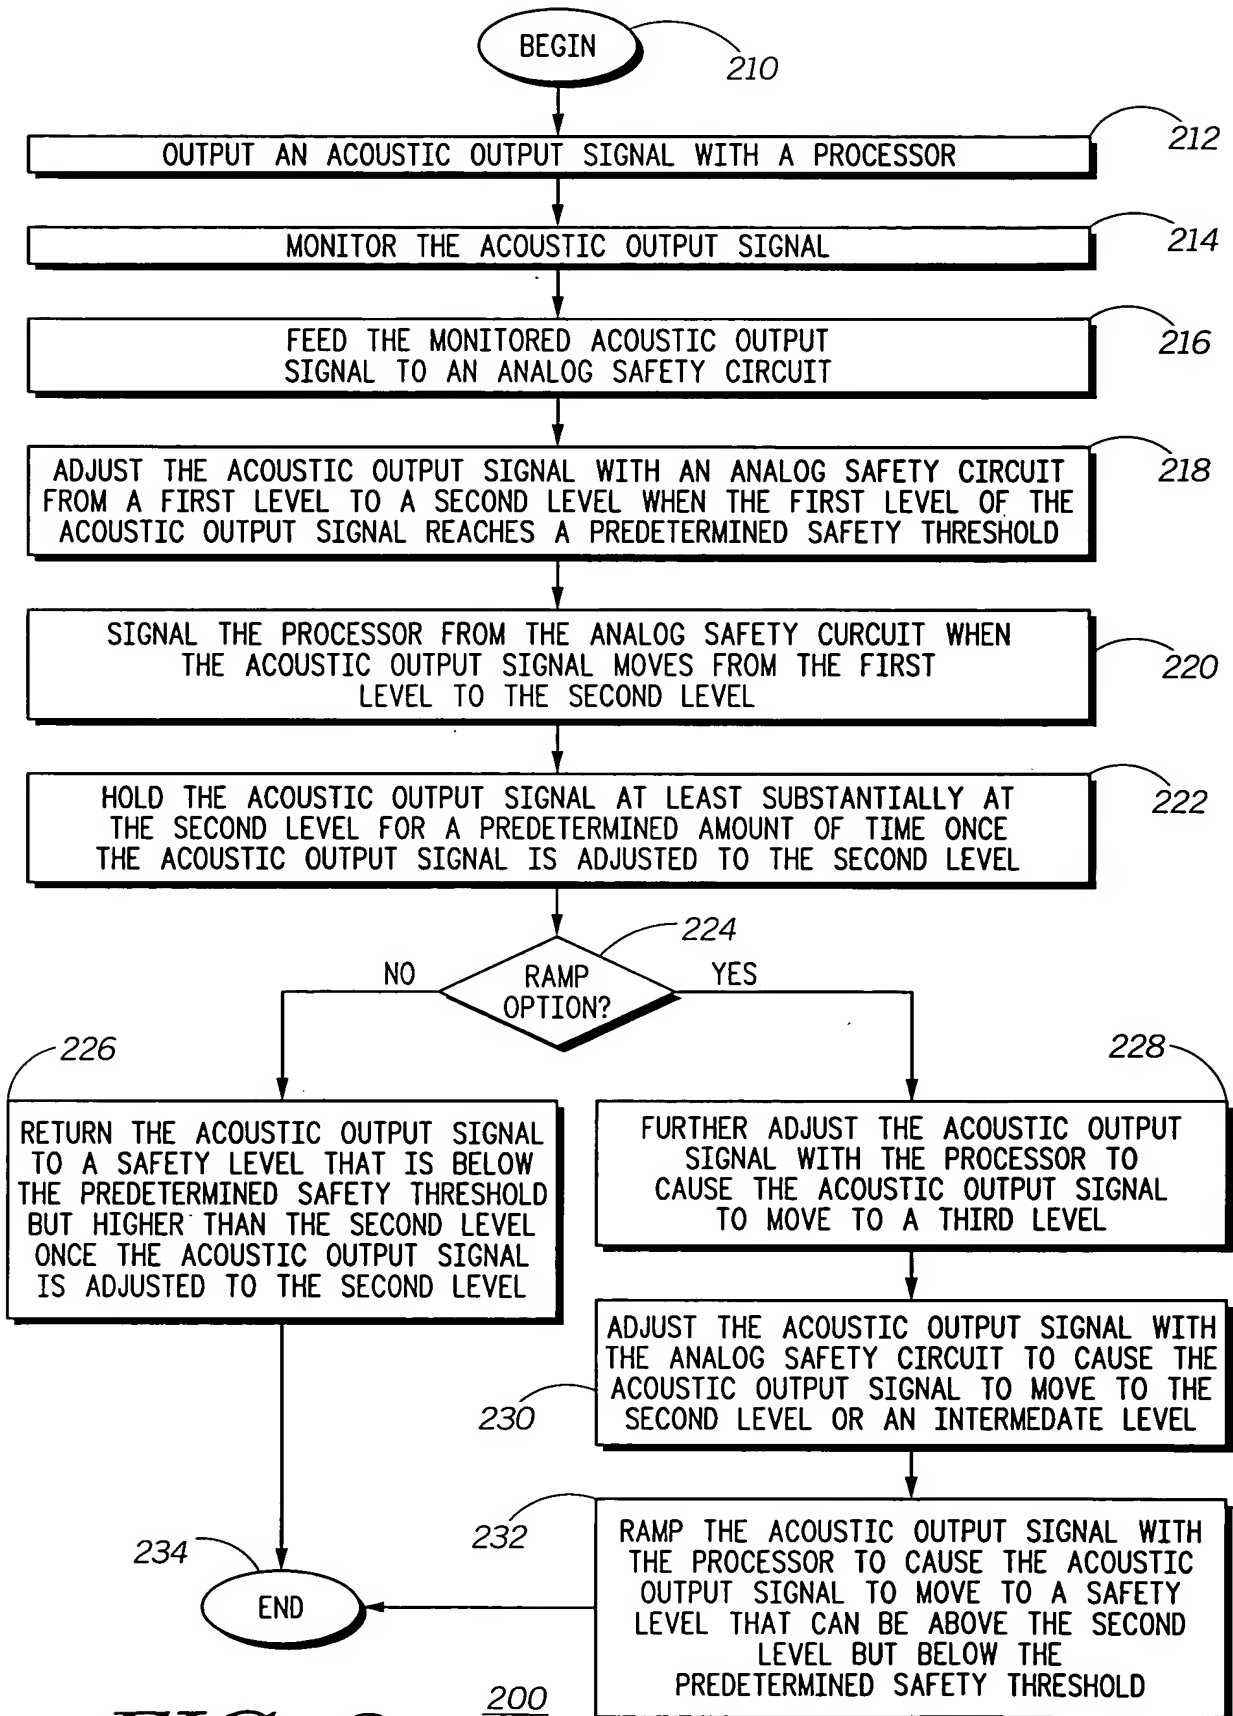 BEGIN
210
OUTPUT AN ACOUSTIC OUTPUT SIGNAL WITH A PROCESSOR
212
MONITOR THE ACOUSTIC OUTPUT SIGNAL
214
FEED THE MONITORED ACOUSTIC OUTPUT
SIGNAL TO AN ANALOG SAFETY CIRCUIT
216
ADJUST THE ACOUSTIC OUTPUT SIGNAL WITH AN ANALOG SAFETY CIRCUIT
FROM A FIRST LEVEL TO A SECOND LEVEL WHEN THE FIRST LEVEL OF THE
ACOUSTIC OUTPUT SIGNAL REACHES A PREDETERMINED SAFETY THRESHOLD
218
SIGNAL THE PROCESSOR FROM THE ANALOG SAFETY CURCUIT WHEN
THE ACOUSTIC OUTPUT SIGNAL MOVES FROM THE FIRST
LEVEL TO THE SECOND LEVEL
220
HOLD THE ACOUSTIC OUTPUT SIGNAL AT LEAST SUBSTANTIALLY AT
THE SECOND LEVEL FOR A PREDETERMINED AMOUNT OF TIME ONCE
THE ACOUSTIC OUTPUT SIGNAL IS ADJUSTED TO THE SECOND LEVEL
222
224
NO
RAMP
OPTION?
YES
226
RETURN THE ACOUSTIC OUTPUT SIGNAL
TO A SAFETY LEVEL THAT IS BELOW
THE PREDETERMINED SAFETY THRESHOLD
BUT HIGHER THAN THE SECOND LEVEL
ONCE THE ACOUSTIC OUTPUT SIGNAL
IS ADJUSTED TO THE SECOND LEVEL
228
FURTHER ADJUST THE ACOUSTIC OUTPUT
SIGNAL WITH THE PROCESSOR TO
CAUSE THE ACOUSTIC OUTPUT SIGNAL
TO MOVE TO A THIRD LEVEL
ADJUST THE ACOUSTIC OUTPUT SIGNAL WITH
THE ANALOG SAFETY CIRCUIT TO CAUSE THE
ACOUSTIC OUTPUT SIGNAL TO MOVE TO THE
SECOND LEVEL OR AN INTERMEDATE LEVEL
230
232
RAMP THE ACOUSTIC OUTPUT SIGNAL WITH
THE PROCESSOR TO CAUSE THE ACOUSTIC
OUTPUT SIGNAL TO MOVE TO A SAFETY
LEVEL THAT CAN BE ABOVE THE SECOND
LEVEL BUT BELOW THE
PREDETERMINED SAFETY THRESHOLD
234
END
200